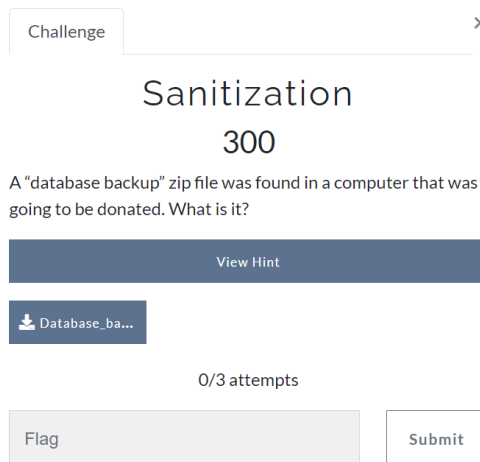 Challenge
×
Sanitization
300
A “database backup” zip file was found in a computer that was
going to be donated. What is it?
View Hint
Database_ba...
0/3 attempts
Flag
Submit